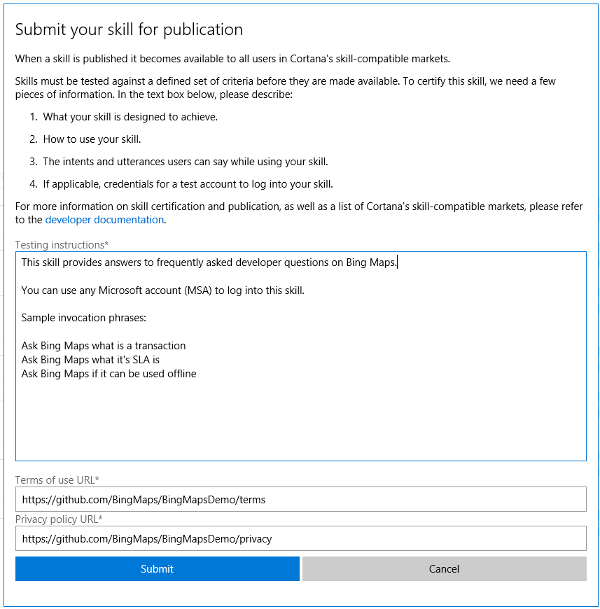 Submit your skill for publication
When a skill is published it becomes available to all users in Cortana's skill-compatible markets.
Skills must be tested against a defined set of criteria before they are made available. To certify this skill, we need a few
pieces of information. In the text box below, please describe:
1. What your skill is designed to achieve.
2. How to use your skill.
3. The intents and utterances users can say while using your skill.
4. If applicable, credentials for a test account to log into your skill.
For more information on skill certification and publication, as well as a list of Cortana's skill-compatible markets, please refer
to the developer documentation.
Testing instructions*
This skill provides answers to frequently asked developer questions on Bing Maps.
You can use any Microsoft account (MSA) to log into this skill.
Sample invocation phrases:
Ask Bing Maps what is a transaction
Ask Bing Maps what it's SLA is
Ask Bing Maps if it can be used offline
Terms of use URL*
https://github.com/BingMaps/BingMapsDemo/terms
Privacy policy URL*
https://github.com/BingMaps/BingMapsDemo/privacy
Submit
Cancel